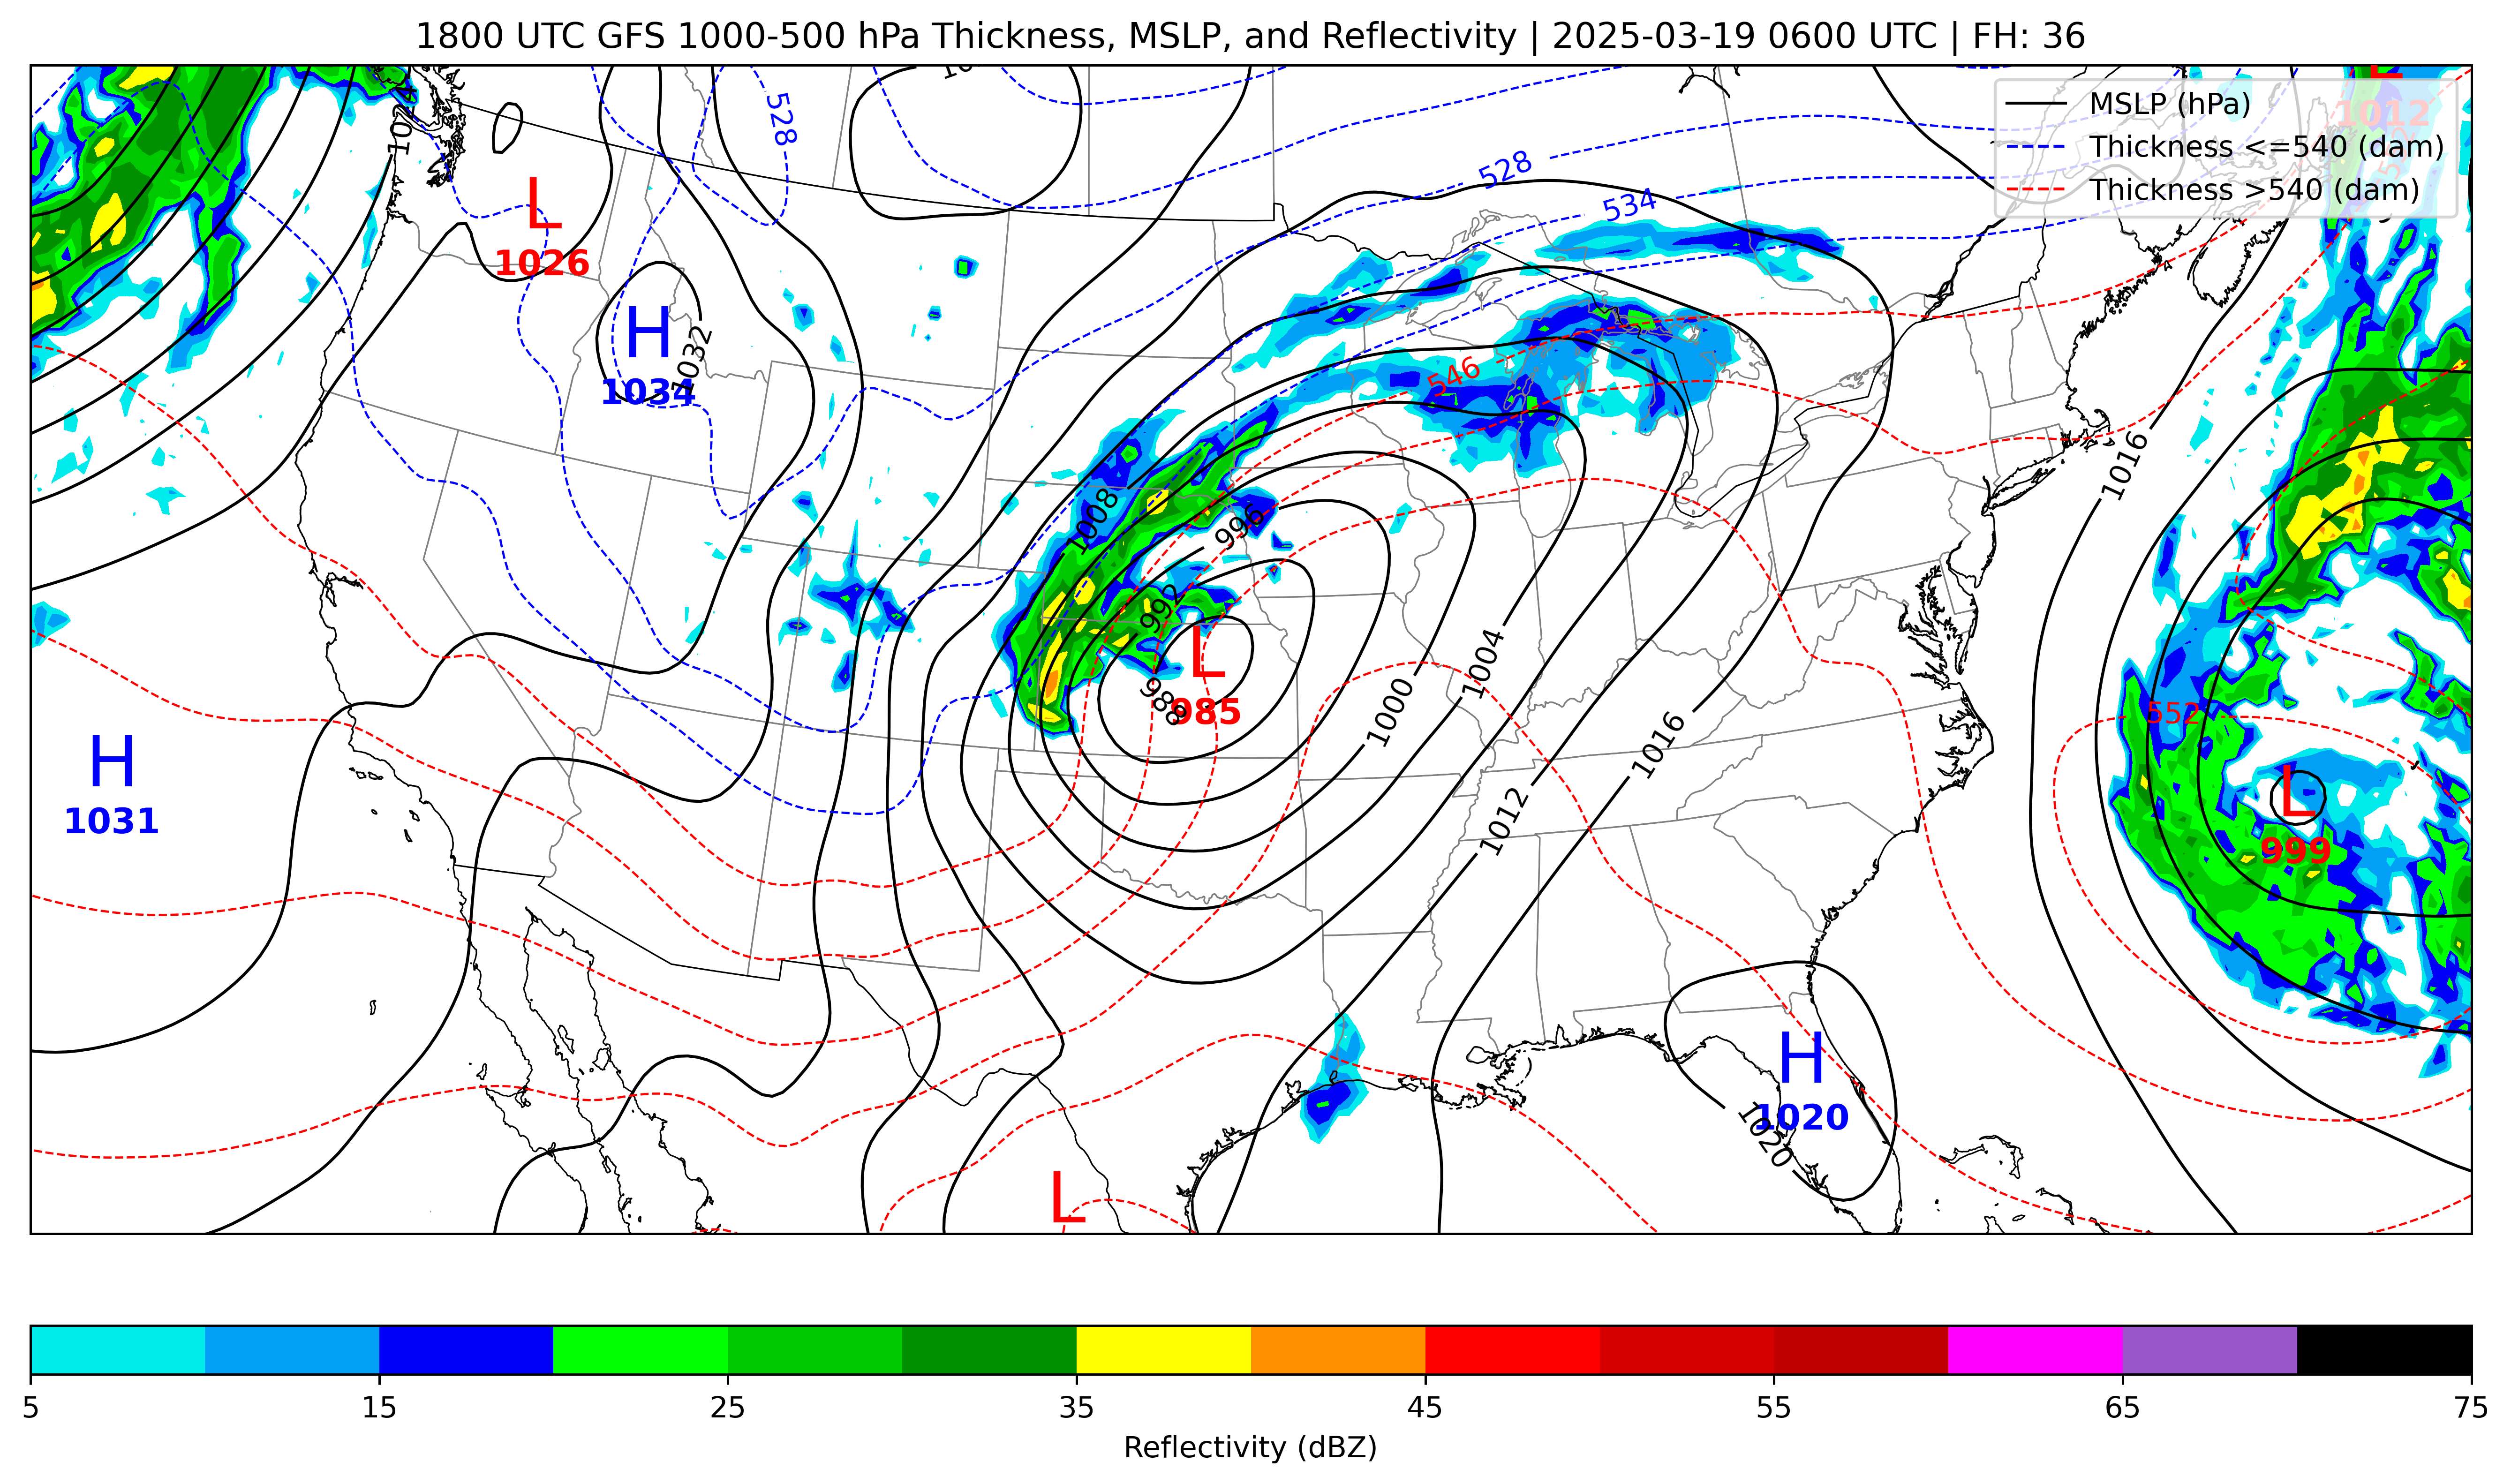 1800 UTC GFS 1000-500 hPa Thickness, MSLP, and Reflectivity | 2025-03-19 0600 UTC | FH: 36
MSLP (hPa)
Thickness <=540 (dam)
Thickness >540 (dam)
L
1012
1024
528
528
534
L
1026
H
1034
1032
546
1016
1008
996
992
L
985
988
1004
1000
1016
1012
552
H
1031
L
999
H
1020
1020
L
5 15 25 35 45 55 65 75
Reflectivity (dBZ)